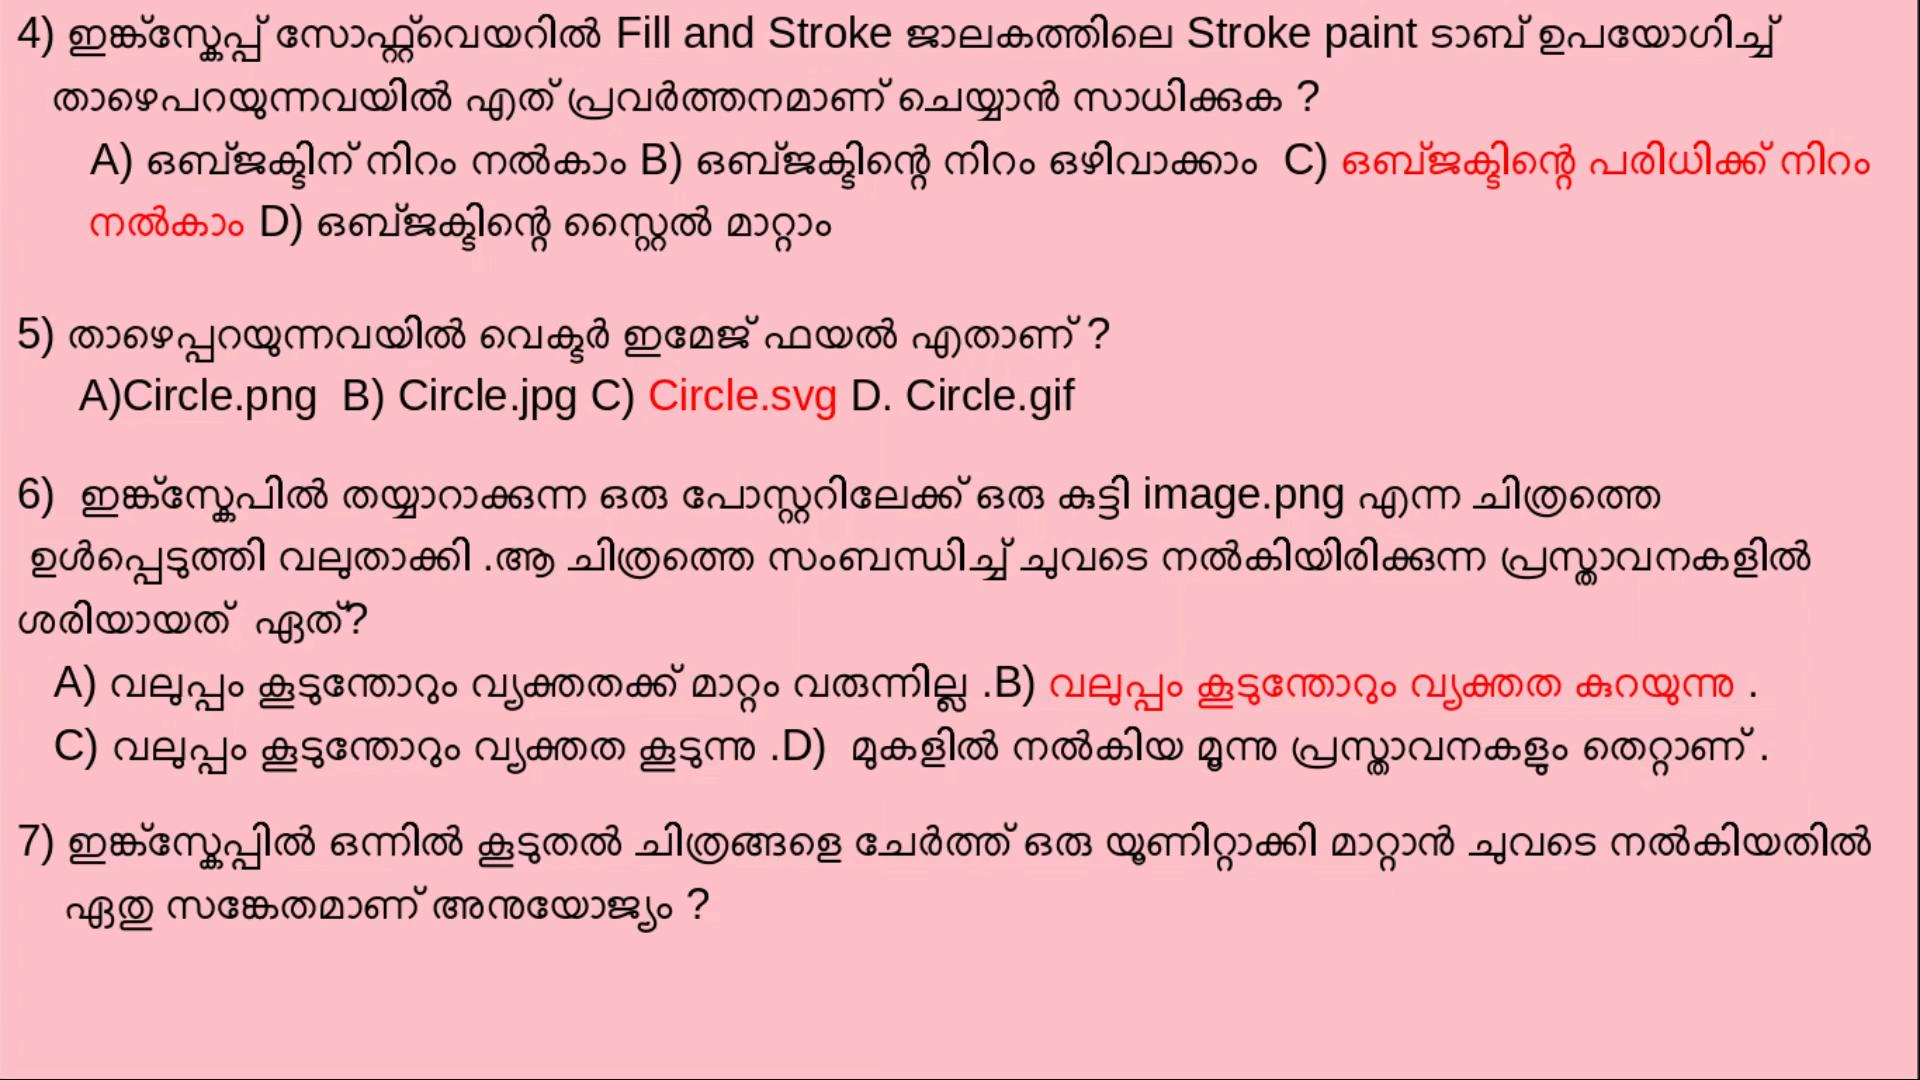 4) ഇങ്ക്സ്കേപ്പ് സോഫ്റ്റ്‌വെയറിൽ Fill and Stroke ജാലകത്തിലെ Stroke paint ടാബ് ഉപയോഗിച്ച്
താഴെപറയുന്നവയിൽ എത് പ്രവർത്തനമാണ് ചെയ്യാൻ സാധിക്കുക ?
A) ഒബ്ജക്ടിന് നിറം നൽകാം B) ഒബ്ജക്ടിന്റെ നിറം ഒഴിവാക്കാം C) ഒബ്ജക്ടിന്റെ പരിധിക്ക് നിറം
നൽകാം D) ഒബ്ജക്ടിന്റെ സ്റ്റൈൽ മാറ്റാം
5) താഴെപ്പറയുന്നവയിൽ വെക്ടർ ഇമേജ് ഫയൽ എതാണ് ?
A)Circle.png B) Circle.jpg C) Circle.svg D. Circle.gif
6) ഇങ്ക്സ്കേപിൽ തയ്യാറാക്കുന്ന ഒരു പോസ്റ്ററിലേക്ക് ഒരു കുട്ടി image.png എന്ന ചിത്രത്തെ
ഉൾപ്പെടുത്തി വലുതാക്കി .ആ ചിത്രത്തെ സംബന്ധിച്ച് ചുവടെ നൽകിയിരിക്കുന്ന പ്രസ്താവനകളിൽ
ശരിയായത് ഏത്?
A) വലുപ്പം കൂടുന്തോറും വ്യക്തതക്ക് മാറ്റം വരുന്നില്ല .B) വലുപ്പം കൂടുന്തോറും വ്യക്തത കുറയുന്നു .
C) വലുപ്പം കൂടുന്തോറും വ്യക്തത കൂടുന്നു .D) മുകളിൽ നൽകിയ മൂന്നു പ്രസ്താവനകളും തെറ്റാണ് .
7) ഇങ്ക്സ്കേപ്പിൽ ഒന്നിൽ കൂടുതൽ ചിത്രങ്ങളെ ചേർത്ത് ഒരു യൂണിറ്റാക്കി മാറ്റാൻ ചുവടെ നൽകിയതിൽ
ഏതു സങ്കേതമാണ് അനുയോജ്യം ?